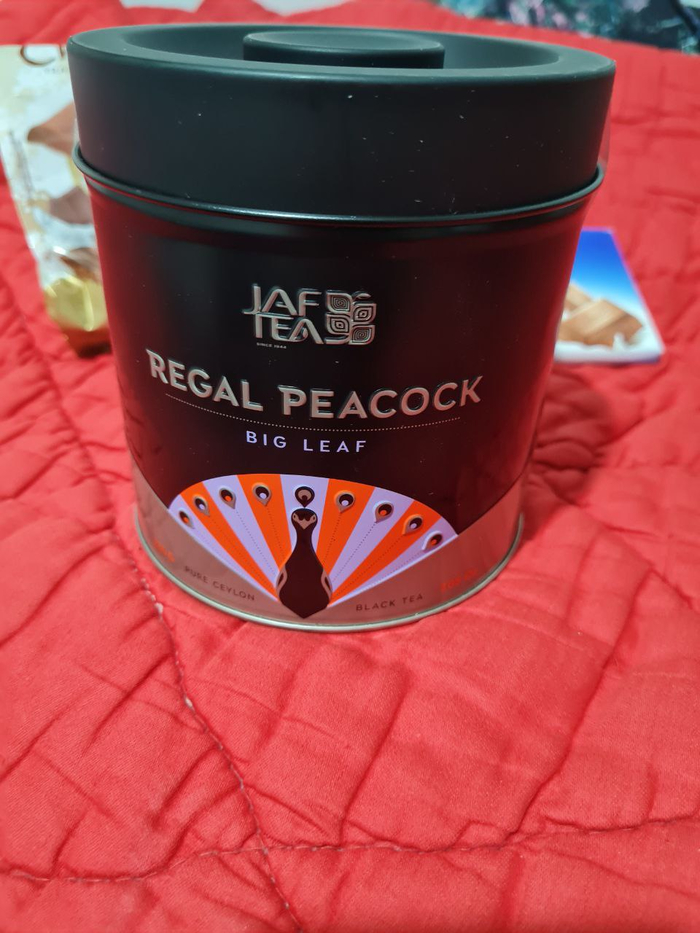 JAF
TEA
SINCE 1944
REGAL PEACOCK
BIG LEAF
PURE CEYLON
BLACK TEA